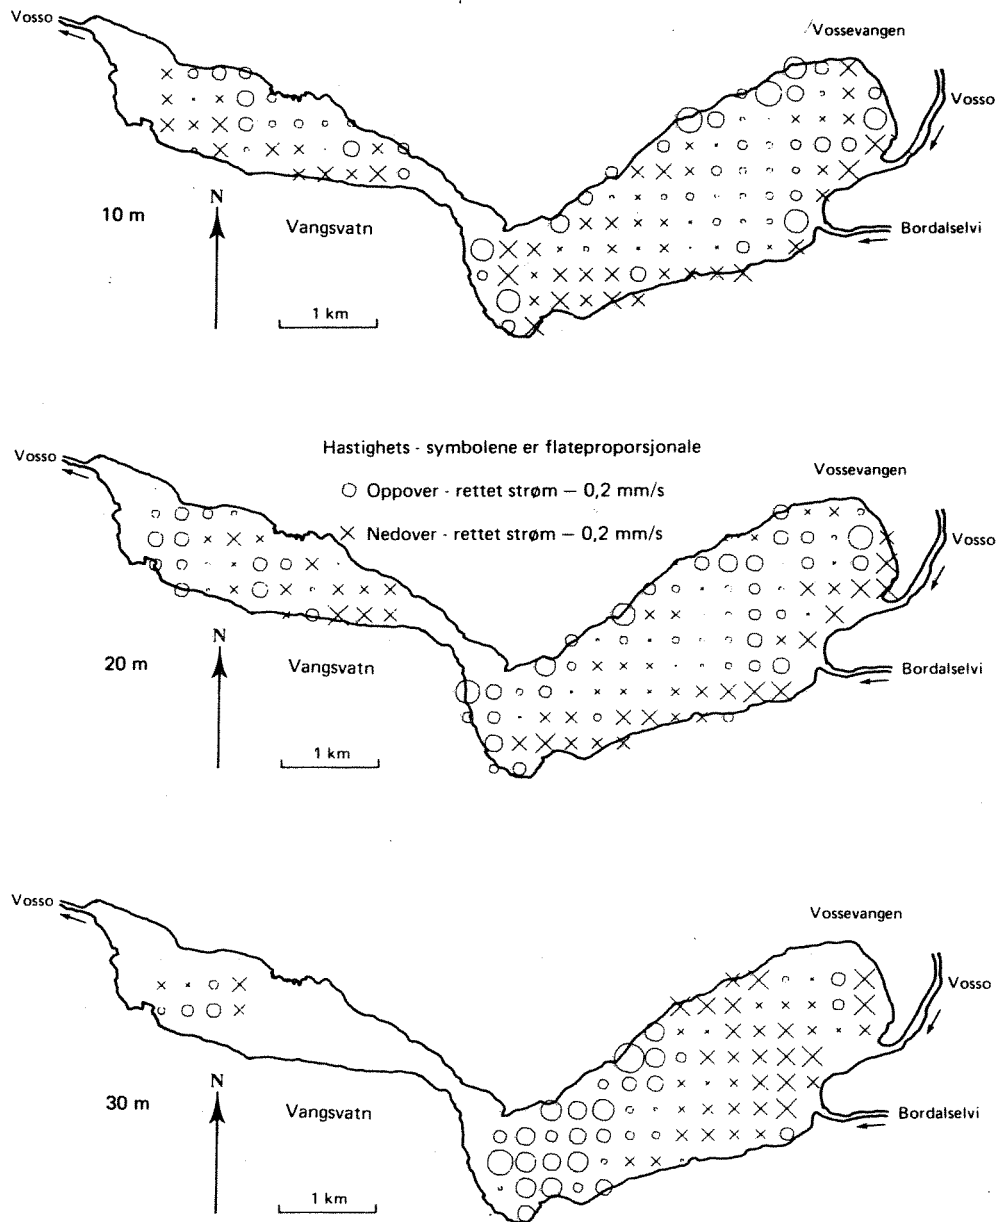 Vosso
Vossevangen
Vosso
N
10 m
Vangsvatn
Bordalselvi
1 km
Hastighets - symbolene er flateproporsjonale
Vosso
Vossevangen
Oppover - rettet strøm – 0,2 mm/s
Nedover - rettet strøm – 0,2 mm/s
Vosso
N
20 m
Vangsvatn
Bordalselvi
1 km
Vosso
Vossevangen
Vosso
N
30 m
Vangsvatn
Bordalselvi
1 km